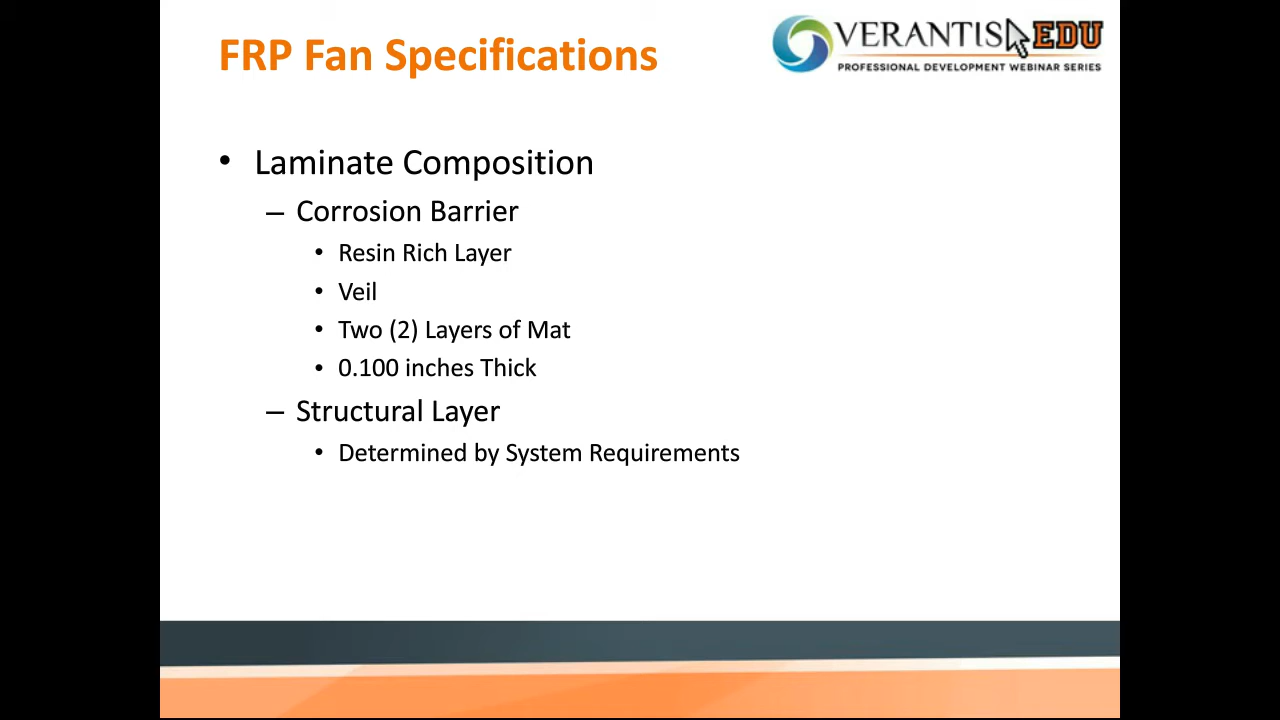 FRP Fan Specifications
VERANTIS EDU
PROFESSIONAL DEVELOPMENT WEBINAR SERIES
• Laminate Composition
– Corrosion Barrier
• Resin Rich Layer
• Veil
• Two (2) Layers of Mat
• 0.100 inches Thick
– Structural Layer
• Determined by System Requirements